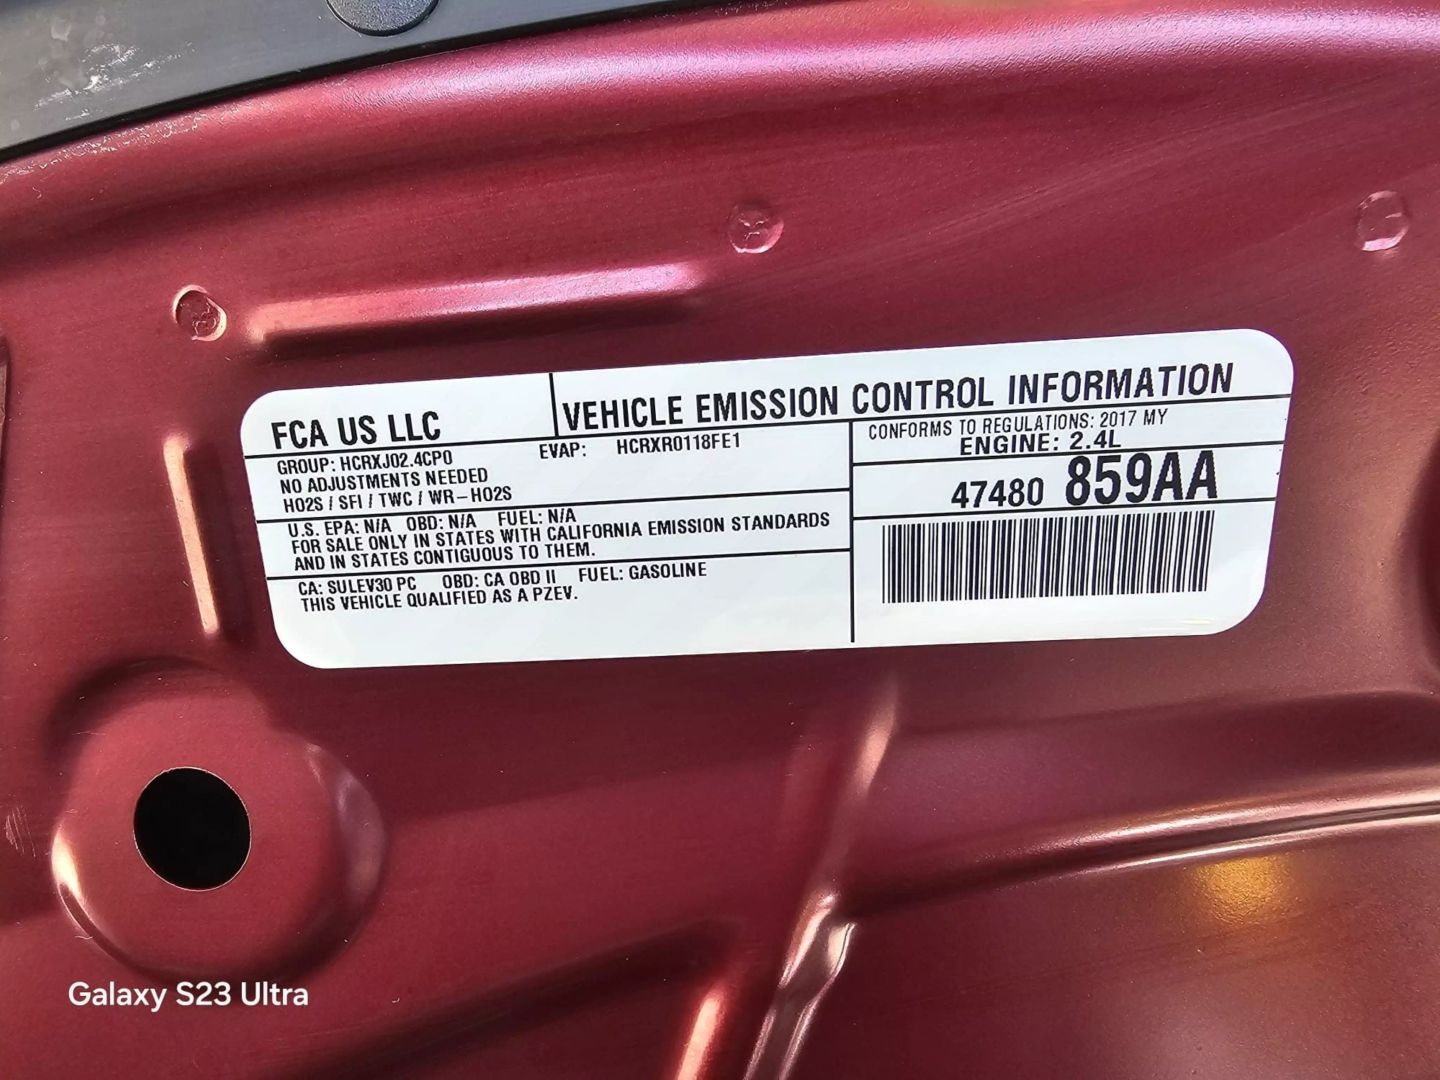 FCA US LLC
VEHICLE EMISSION CONTROL INFORMATION
GROUP: HCRXJ02.4CP0
EVAP: HCRXR0118FE1
NO ADJUSTMENTS NEEDED
HO2S / SFI / TWC / WR-HO2S
U.S. EPA: N/A OBD: N/A FUEL: N/A
FOR SALE ONLY IN STATES WITH CALIFORNIA EMISSION STANDARDS
AND IN STATES CONTIGUOUS TO THEM.
CA: SULEV30 PC OBD: CA OBD II FUEL: GASOLINE
THIS VEHICLE QUALIFIED AS A PZEV.
CONFORMS TO REGULATIONS: 2017 MY
ENGINE: 2.4L
47480 859AA
Galaxy S23 Ultra